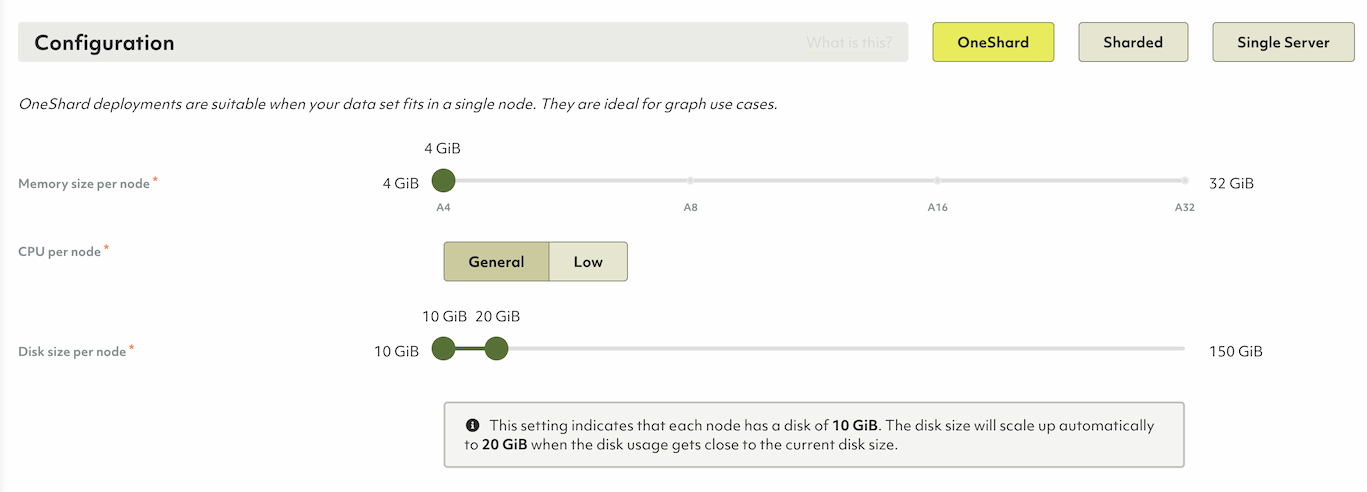 Configuration What is this? OneShard Sharded Single Server
OneShard deployments are suitable when your data set fits in a single node. They are ideal for graph use cases.
4 GiB
Memory size per node * 4 GiB 32 GiB
A4 A8 A16 A32
CPU per node * General Low
10 GiB 20 GiB
Disk size per node * 10 GiB 150 GiB
This setting indicates that each node has a disk of 10 GiB. The disk size will scale up automatically
to 20 GiB when the disk usage gets close to the current disk size.